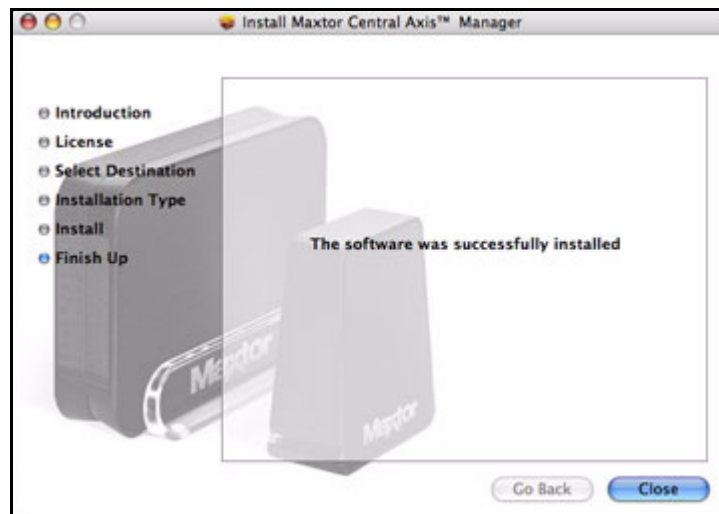 Install Maxtor Central Axis™ Manager
Introduction
License
Select Destination
Installation Type
Install
Finish Up
The software was successfully installed
Maxtor
Maxtor
Go Back
Close